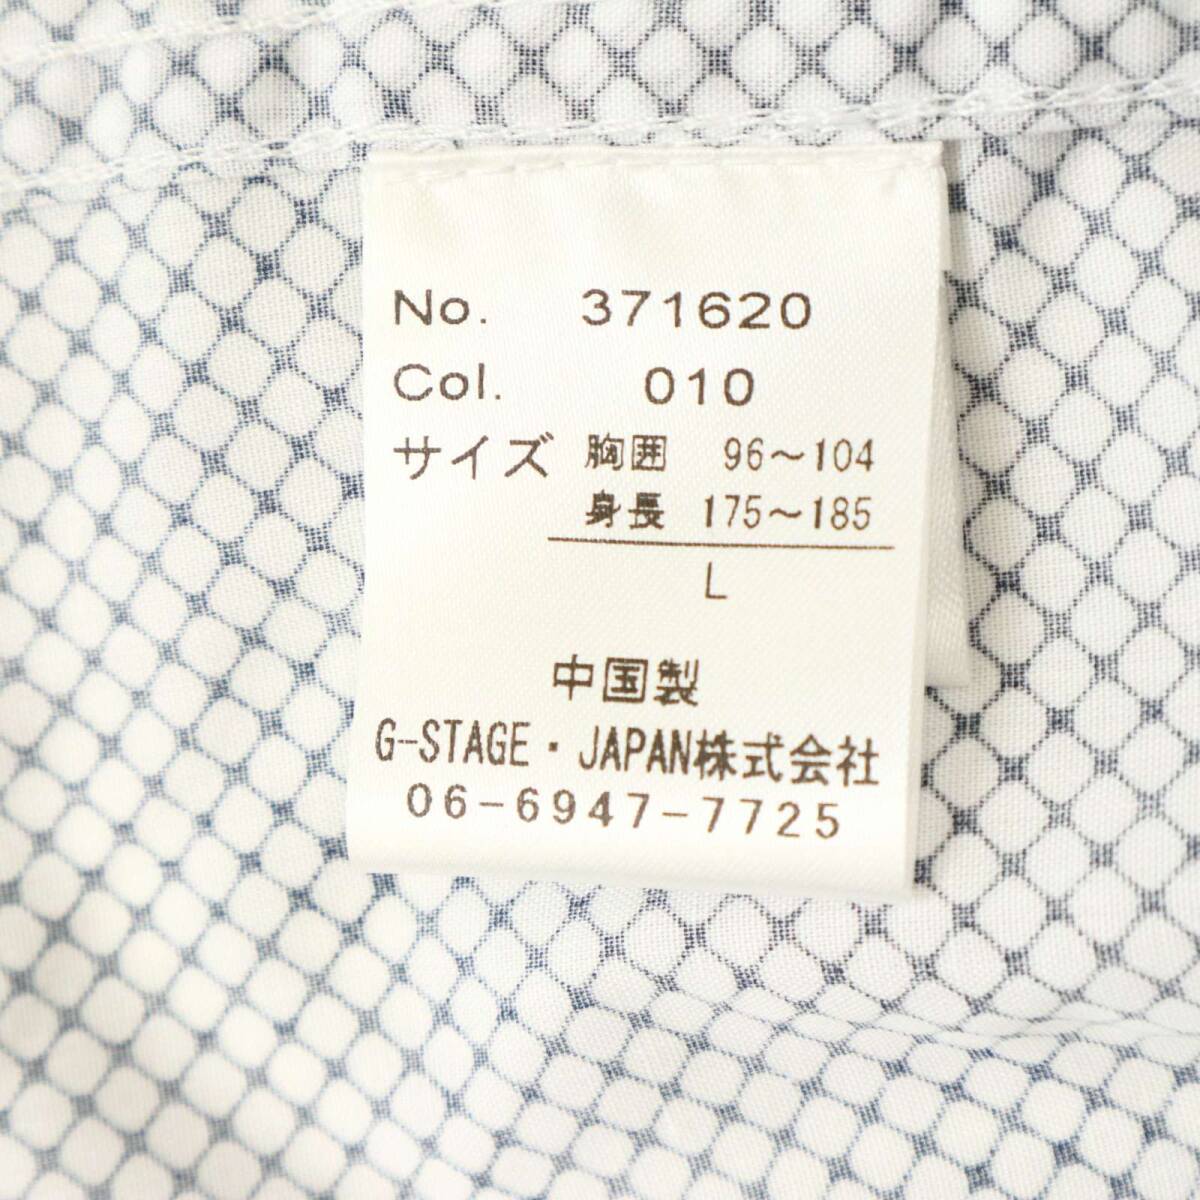 No. 371620
Col. 010
サイズ 胸囲 96～104
身長 175～185
L
中国製
G-STAGE・JAPAN株式会社
06-6947-7725